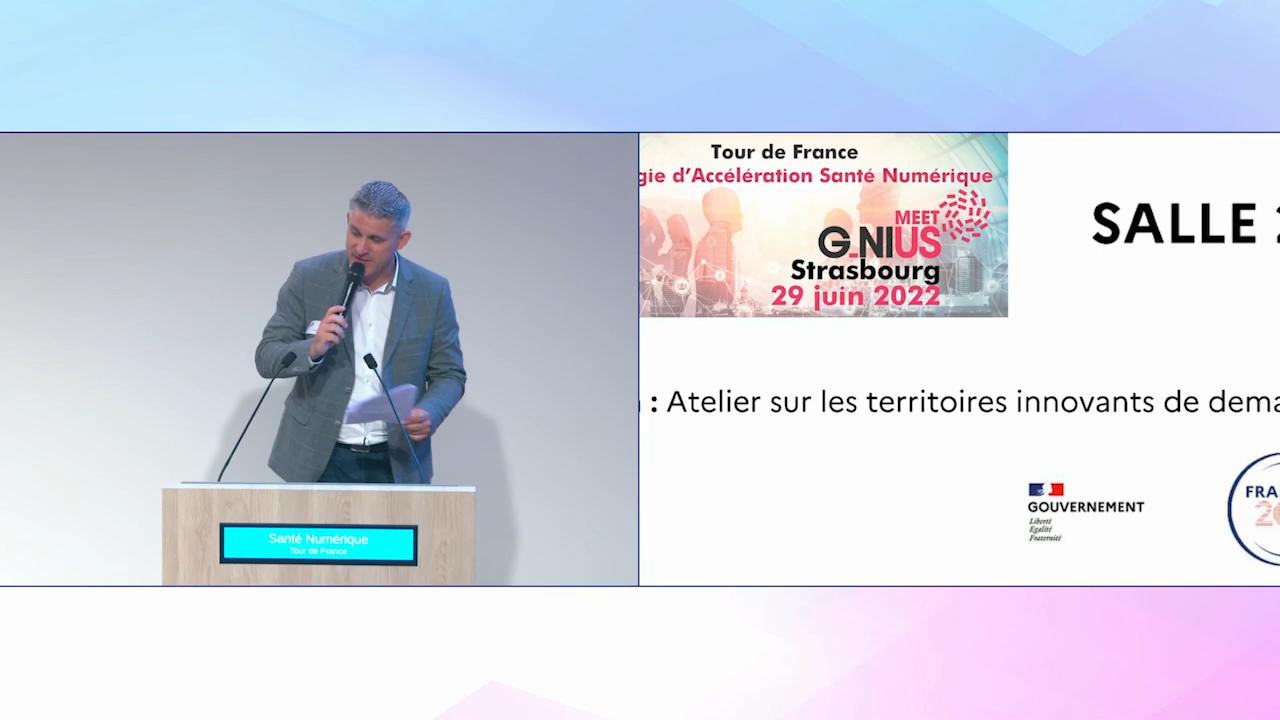 Tour de France
gie d'Accélération Santé Numérique
MEET
G_NIUS
Strasbourg
29 juin 2022
SALLE
: Atelier sur les territoires innovants de
GOUVERNEMENT
Liberté
Égalité
Fraternité
Santé Numérique
Tour de France